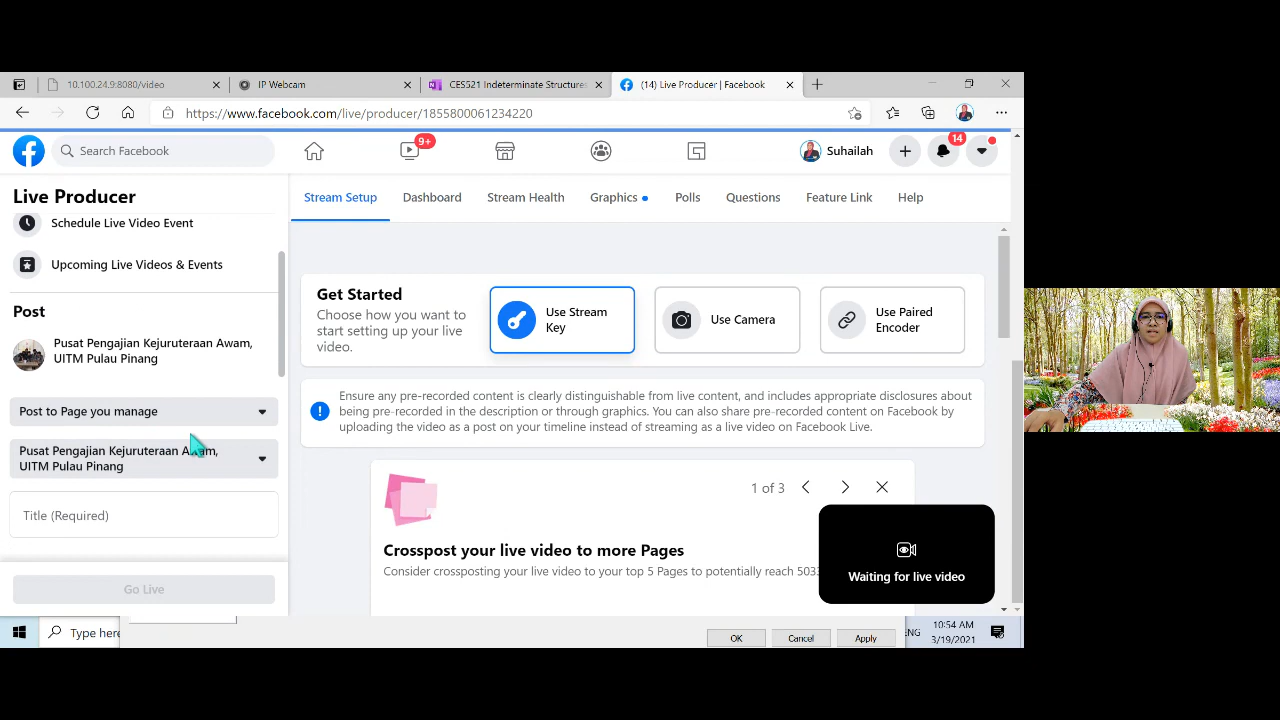 10.100.24.9:8080/video
IP Webcam
CES521 Indeterminate Structures
(14) Live Producer | Facebook
https://www.facebook.com/live/producer/1855800061234220
Search Facebook
9+
Suhailah
14
Live Producer
Schedule Live Video Event
Upcoming Live Videos & Events
Post
Pusat Pengajian Kejuruteraan Awam,
UITM Pulau Pinang
Post to Page you manage
Pusat Pengajian Kejuruteraan Awam,
UITM Pulau Pinang
Title (Required)
Go Live
Stream Setup
Dashboard
Stream Health
Graphics
Polls
Questions
Feature Link
Help
Get Started
Choose how you want to
start setting up your live
video.
Use Stream
Key
Use Camera
Use Paired
Encoder
Ensure any pre-recorded content is clearly distinguishable from live content, and includes appropriate disclosures about
being pre-recorded in the description or through graphics. You can also share pre-recorded content on Facebook by
uploading the video as a post on your timeline instead of streaming as a live video on Facebook Live.
1 of 3
Crosspost your live video to more Pages
Consider crossposting your live video to your top 5 Pages to potentially reach 503
Waiting for live video
Type here
OK
Cancel
Apply
ENG
10:54 AM
3/19/2021